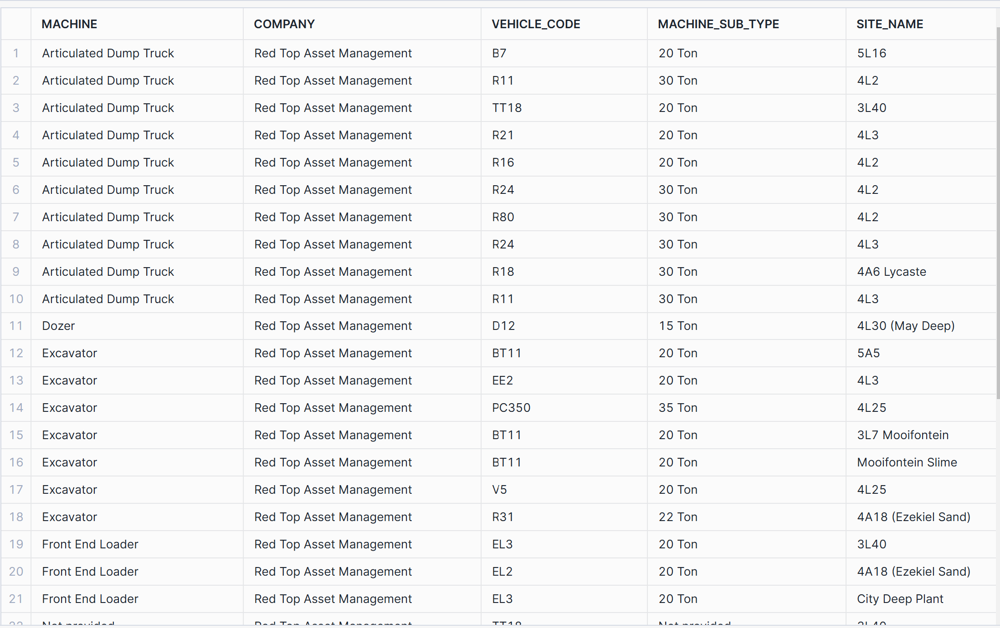 MACHINE COMPANY VEHICLE_CODE MACHINE_SUB_TYPE SITE_NAME
1 Articulated Dump Truck Red Top Asset Management B7 20 Ton 5L16
2 Articulated Dump Truck Red Top Asset Management R11 30 Ton 4L2
3 Articulated Dump Truck Red Top Asset Management TT18 20 Ton 3L40
4 Articulated Dump Truck Red Top Asset Management R21 20 Ton 4L3
5 Articulated Dump Truck Red Top Asset Management R16 20 Ton 4L2
6 Articulated Dump Truck Red Top Asset Management R24 30 Ton 4L2
7 Articulated Dump Truck Red Top Asset Management R80 30 Ton 4L2
8 Articulated Dump Truck Red Top Asset Management R24 30 Ton 4L3
9 Articulated Dump Truck Red Top Asset Management R18 30 Ton 4A6 Lycaste
10 Articulated Dump Truck Red Top Asset Management R11 30 Ton 4L3
11 Dozer Red Top Asset Management D12 15 Ton 4L30 (May Deep)
12 Excavator Red Top Asset Management BT11 20 Ton 5A5
13 Excavator Red Top Asset Management EE2 20 Ton 4L3
14 Excavator Red Top Asset Management PC350 35 Ton 4L25
15 Excavator Red Top Asset Management BT11 20 Ton 3L7 Mooifontein
16 Excavator Red Top Asset Management BT11 20 Ton Mooifontein Slime
17 Excavator Red Top Asset Management V5 20 Ton 4L25
18 Excavator Red Top Asset Management R31 22 Ton 4A18 (Ezekiel Sand)
19 Front End Loader Red Top Asset Management EL3 20 Ton 3L40
20 Front End Loader Red Top Asset Management EL2 20 Ton 4A18 (Ezekiel Sand)
21 Front End Loader Red Top Asset Management EL3 20 Ton City Deep Plant
22 Not provided Red Top Asset Management TT18 Not provided 3L40